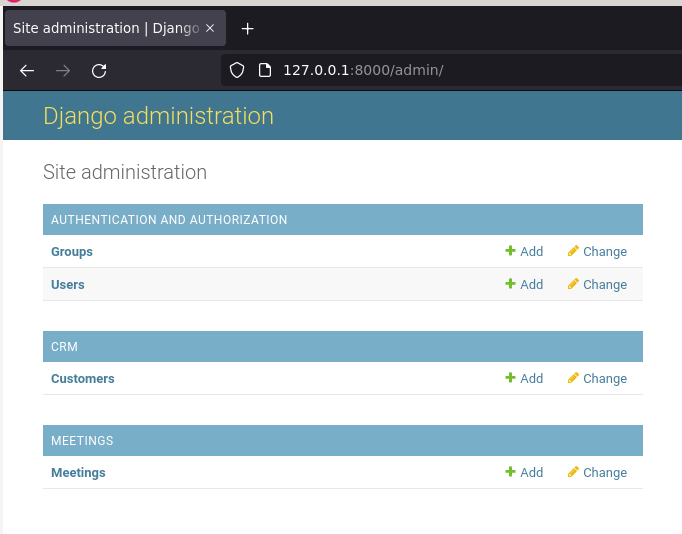 Site administration | Django
127.0.0.1:8000/admin/
Django administration
Site administration
AUTHENTICATION AND AUTHORIZATION
Groups Add Change
Users Add Change
CRM
Customers Add Change
MEETINGS
Meetings Add Change